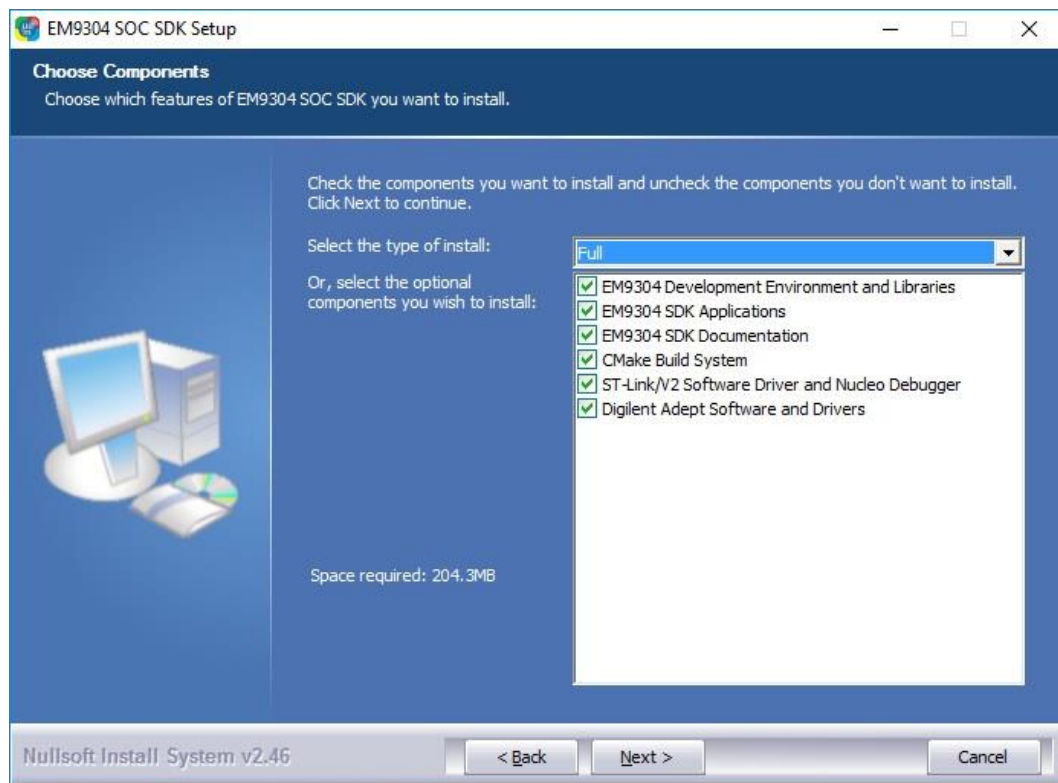 EM9304 SOC SDK Setup
Choose Components
Choose which features of EM9304 SOC SDK you want to install.
Check the components you want to install and uncheck the components you don't want to install.
Click Next to continue.
Select the type of install:
Full
Or, select the optional
components you wish to install:
EM9304 Development Environment and Libraries
EM9304 SDK Applications
EM9304 SDK Documentation
CMake Build System
ST-Link/V2 Software Driver and Nucleo Debugger
Digilent Adept Software and Drivers
Space required: 204.3MB
Nullsoft Install System v2.46
< Back
Next >
Cancel